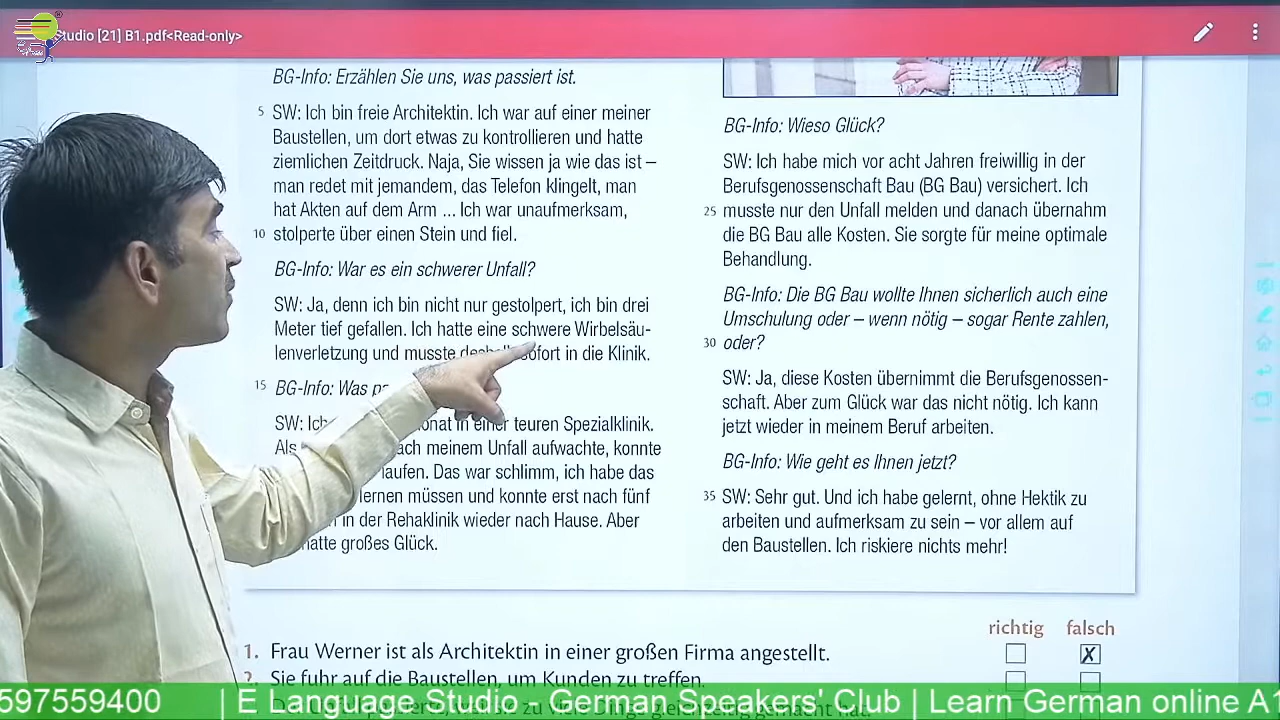 Studio [21] B1.pdf<Read-only>
BG-Info: Erzählen Sie uns, was passiert ist.
5 SW: Ich bin freie Architektin. Ich war auf einer meiner
Baustellen, um dort etwas zu kontrollieren und hatte
ziemlichen Zeitdruck. Naja, Sie wissen ja wie das ist –
man redet mit jemandem, das Telefon klingelt, man
hat Akten auf dem Arm ... Ich war unaufmerksam,
10 stolperte über einen Stein und fiel.
BG-Info: War es ein schwerer Unfall?
SW: Ja, denn ich bin nicht nur gestolpert, ich bin drei
Meter tief gefallen. Ich hatte eine schwere Wirbelsäu-
lenverletzung und musste deshalb sofort in die Klinik.
15 BG-Info: Was
SW: Ich in einer teuren Spezialklinik.
Als nach meinem Unfall aufwachte, konnte
laufen. Das war schlimm, ich habe das
lernen müssen und konnte erst nach fünf
in der Rehaklinik wieder nach Hause. Aber
hatte großes Glück.
BG-Info: Wieso Glück?
SW: Ich habe mich vor acht Jahren freiwillig in der
Berufsgenossenschaft Bau (BG Bau) versichert. Ich
25 musste nur den Unfall melden und danach übernahm
die BG Bau alle Kosten. Sie sorgte für meine optimale
Behandlung.
BG-Info: Die BG Bau wollte Ihnen sicherlich auch eine
Umschulung oder – wenn nötig – sogar Rente zahlen,
30 oder?
SW: Ja, diese Kosten übernimmt die Berufsgenossen-
schaft. Aber zum Glück war das nicht nötig. Ich kann
jetzt wieder in meinem Beruf arbeiten.
BG-Info: Wie geht es Ihnen jetzt?
35 SW: Sehr gut. Und ich habe gelernt, ohne Hektik zu
arbeiten und aufmerksam zu sein – vor allem auf
den Baustellen. Ich riskiere nichts mehr!
richtig falsch
1. Frau Werner ist als Architektin in einer großen Firma angestellt. X
2. Sie fuhr auf die Baustellen, um Kunden zu treffen.
597559400 | E Language Studio - German Speakers' Club | Learn German online A1